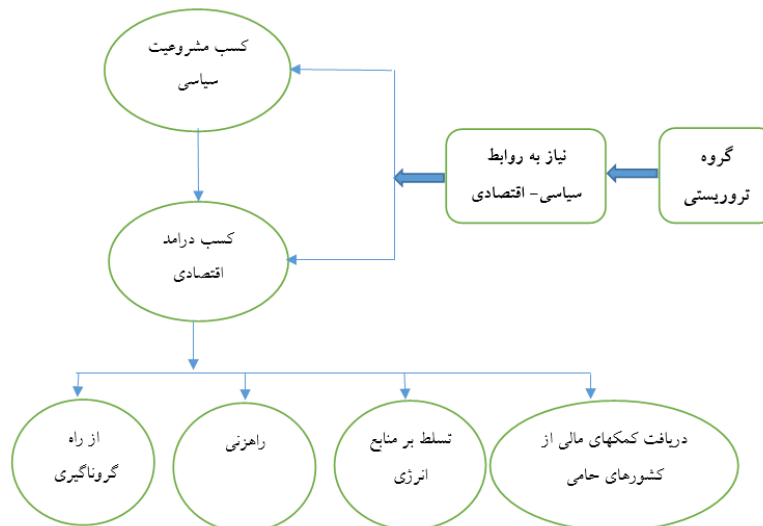 کسب مشروعیت
سیاسی
گروه
تروریستی
نیاز به روابط
سیاسی- اقتصادی
کسب درامد
اقتصادی
دریافت کمکهای مالی از
کشورهای حامی
تسلط بر منابع
انرژی
راهزنی
از راه
گروناگیری